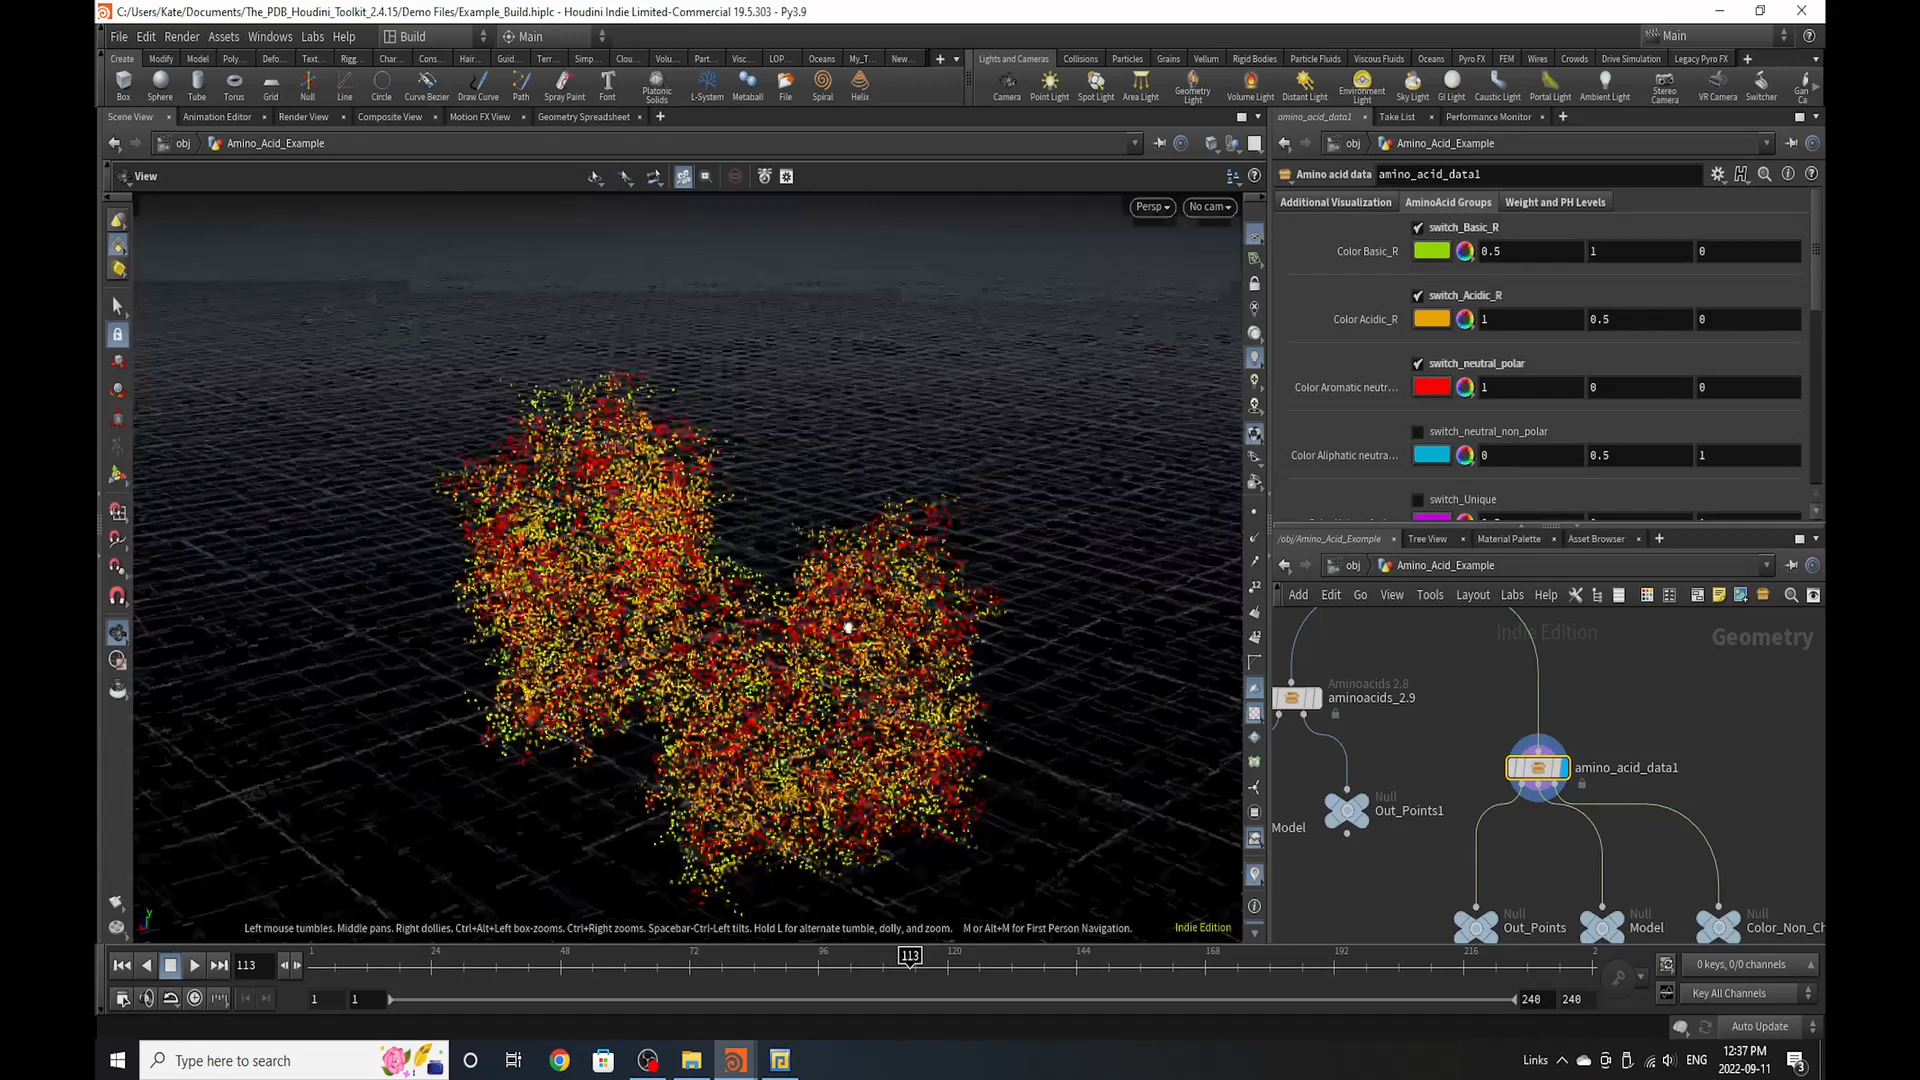 C:/Users/Kate/Documents/The_PDB_Houdini_Toolkit_2.4.15/Demo Files/Example_Build.hiplc - Houdini Indie Limited-Commercial 19.5.303 - Py3.9
File Edit Render Assets Windows Labs Help Build Main Main
Create Modify Model Poly... Defo... Text... Rigg... Char... Cons... Hair... Guid... Terr... Simp... Clou... Volu... Part... Visc... LOP... Oceans My_T... New...
Lights and Cameras Collisions Particles Grains Vellum Rigid Bodies Particle Fluids Viscous Fluids Oceans Pyro FX FEM Wires Crowds Drive Simulation Legacy Pyro FX
Box Sphere Tube Torus Grid Null Line Circle Curve Bezier Draw Curve Path Spray Paint Font Platonic Solids L-System Metaball File Spiral Helix
Camera Point Light Spot Light Area Light Geometry Light Volume Light Distant Light Environment Light Sky Light GI Light Caustic Light Portal Light Ambient Light Stereo Camera VR Camera Switcher Gan Ca
Scene View Animation Editor Render View Composite View Motion FX View Geometry Spreadsheet
amino_acid_data1 Take List Performance Monitor
obj Amino_Acid_Example
obj Amino_Acid_Example
View
Amino acid data amino_acid_data1
Persp No cam
Additional Visualization AminoAcid Groups Weight and PH Levels
switch_Basic_R
Color Basic_R 0.5 1 0
switch_Acidic_R
Color Acidic_R 1 0.5 0
switch_neutral_polar
Color Aromatic neutr... 1 0 0
switch_neutral_non_polar
Color Aliphatic neutra... 0 0.5 1
switch_Unique
/obj/Amino_Acid_Example Tree View Material Palette Asset Browser
obj Amino_Acid_Example
Add Edit Go View Tools Layout Labs Help
Indie Edition Geometry
Aminoacids 2.8
aminoacids_2.9
amino_acid_data1
Null
Out_Points1
Model
Null
Out_Points
Null
Model
Null
Color_Non_Ch
Left mouse tumbles. Middle pans. Right dollies. Ctrl+Alt+Left box-zooms. Ctrl+Right zooms. Spacebar-Ctrl-Left tilts. Hold L for alternate tumble, dolly, and zoom. M or Alt+M for First Person Navigration.
Indie Edition
113 1 24 48 72 96 113 120 144 168 192 216 2
0 keys, 0/0 channels
1 1 240 240
Key All Channels
Auto Update
Type here to search
Links ENG
12:37 PM
2022-09-11
3